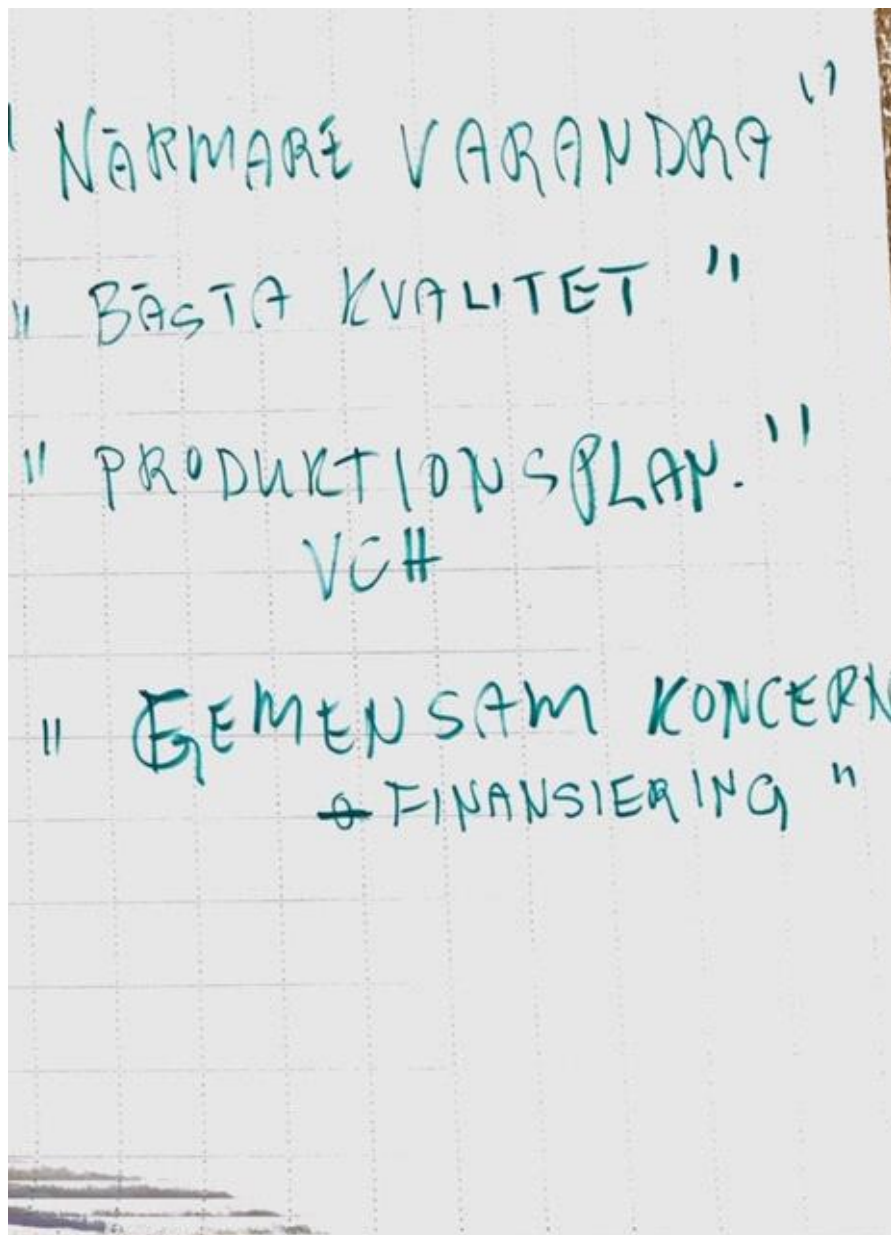 " NÄRMARE VARANDRA "
" BÄSTA KVALITET "
" PRODUKTIONSPLAN. "
VCH
" GEMENSAM KONCERN
FINANSIERING "